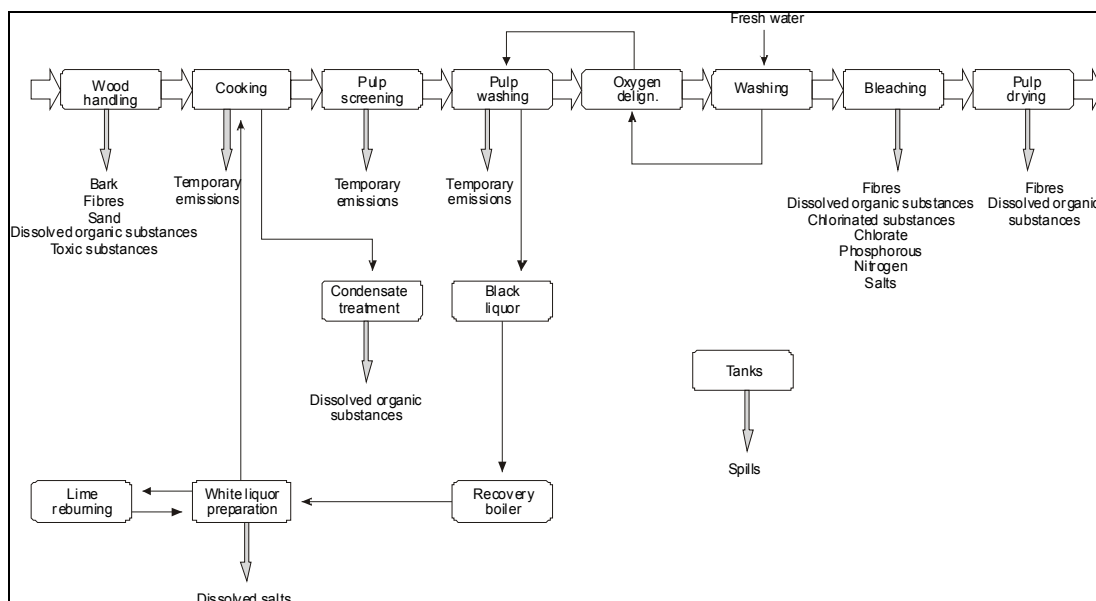 Fresh water
Wood
handling
Cooking
Pulp
screening
Pulp
washing
Oxygen
delign.
Washing
Bleaching
Pulp
drying
Bark
Fibres
Sand
Dissolved organic substances
Toxic substances
Temporary
emissions
Temporary
emissions
Temporary
emissions
Fibres
Dissolved organic substances
Chlorinated substances
Chlorate
Phosphorous
Nitrogen
Salts
Fibres
Dissolved organic
substances
Condensate
treatment
Black
liquor
Tanks
Dissolved organic
substances
Spills
Lime
reburning
White liquor
preparation
Recovery
boiler
Dissolved salts